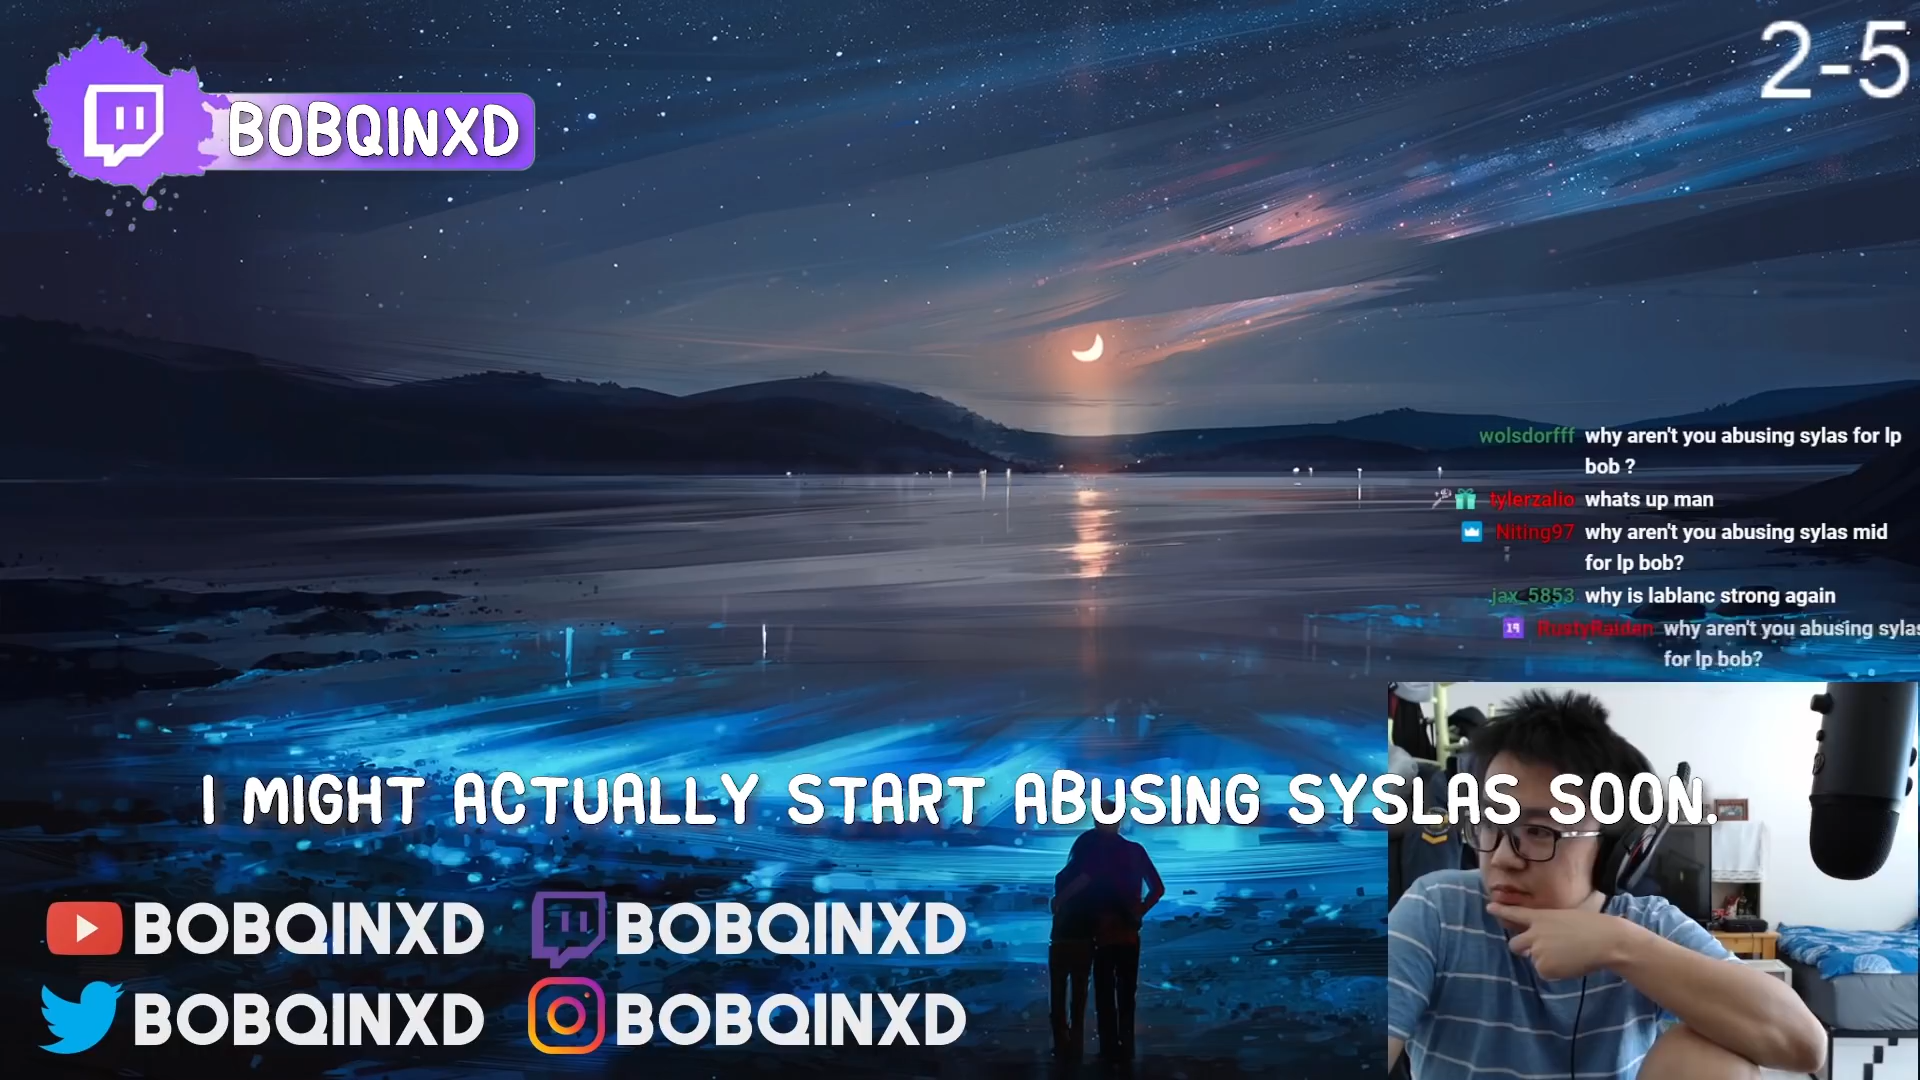 BOBQINXD
2-5
wolsdorfff why aren't you abusing sylas for lp
bob ?
tylerzalio whats up man
Niting97 why aren't you abusing sylas mid
for lp bob?
jax_5853 why is lablanc strong again
19 RustyRaiden why aren't you abusing sylas
for lp bob?
I MIGHT ACTUALLY START ABUSING SYSLAS SOON.
BOBQINXD BOBQINXD
BOBQINXD BOBQINXD